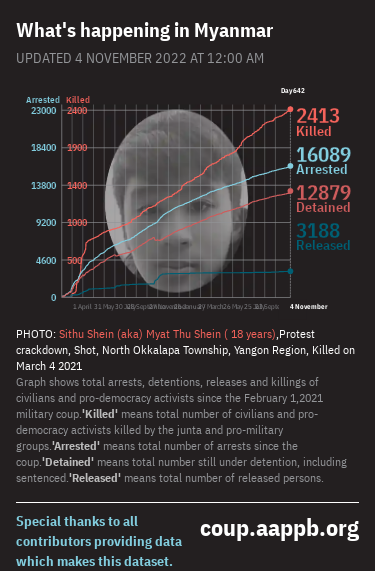 What's happening in Myanmar
UPDATED 4 NOVEMBER 2022 AT 12:00 AM
Day642
Arrested Killed
23000 2400
18400 1900
13800 1400
9200 1000
4600 500
0
2413
Killed
16089
Arrested
12879
Detained
3188
Released
1 April 31 May 30
4 November
PHOTO: Sithu Shein (aka) Myat Thu Shein ( 18 years),Protest
crackdown, Shot, North Okkalapa Township, Yangon Region, Killed on
March 4 2021
Graph shows total arrests, detentions, releases and killings of
civilians and pro-democracy activists since the February 1,2021
military coup.'Killed' means total number of civilians and pro-
democracy activists killed by the junta and pro-military
groups.'Arrested' means total number of arrests since the
coup.'Detained' means total number still under detention, including
sentenced.'Released' means total number of released persons.
Special thanks to all
contributors providing data
which makes this dataset.
coup.aappb.org